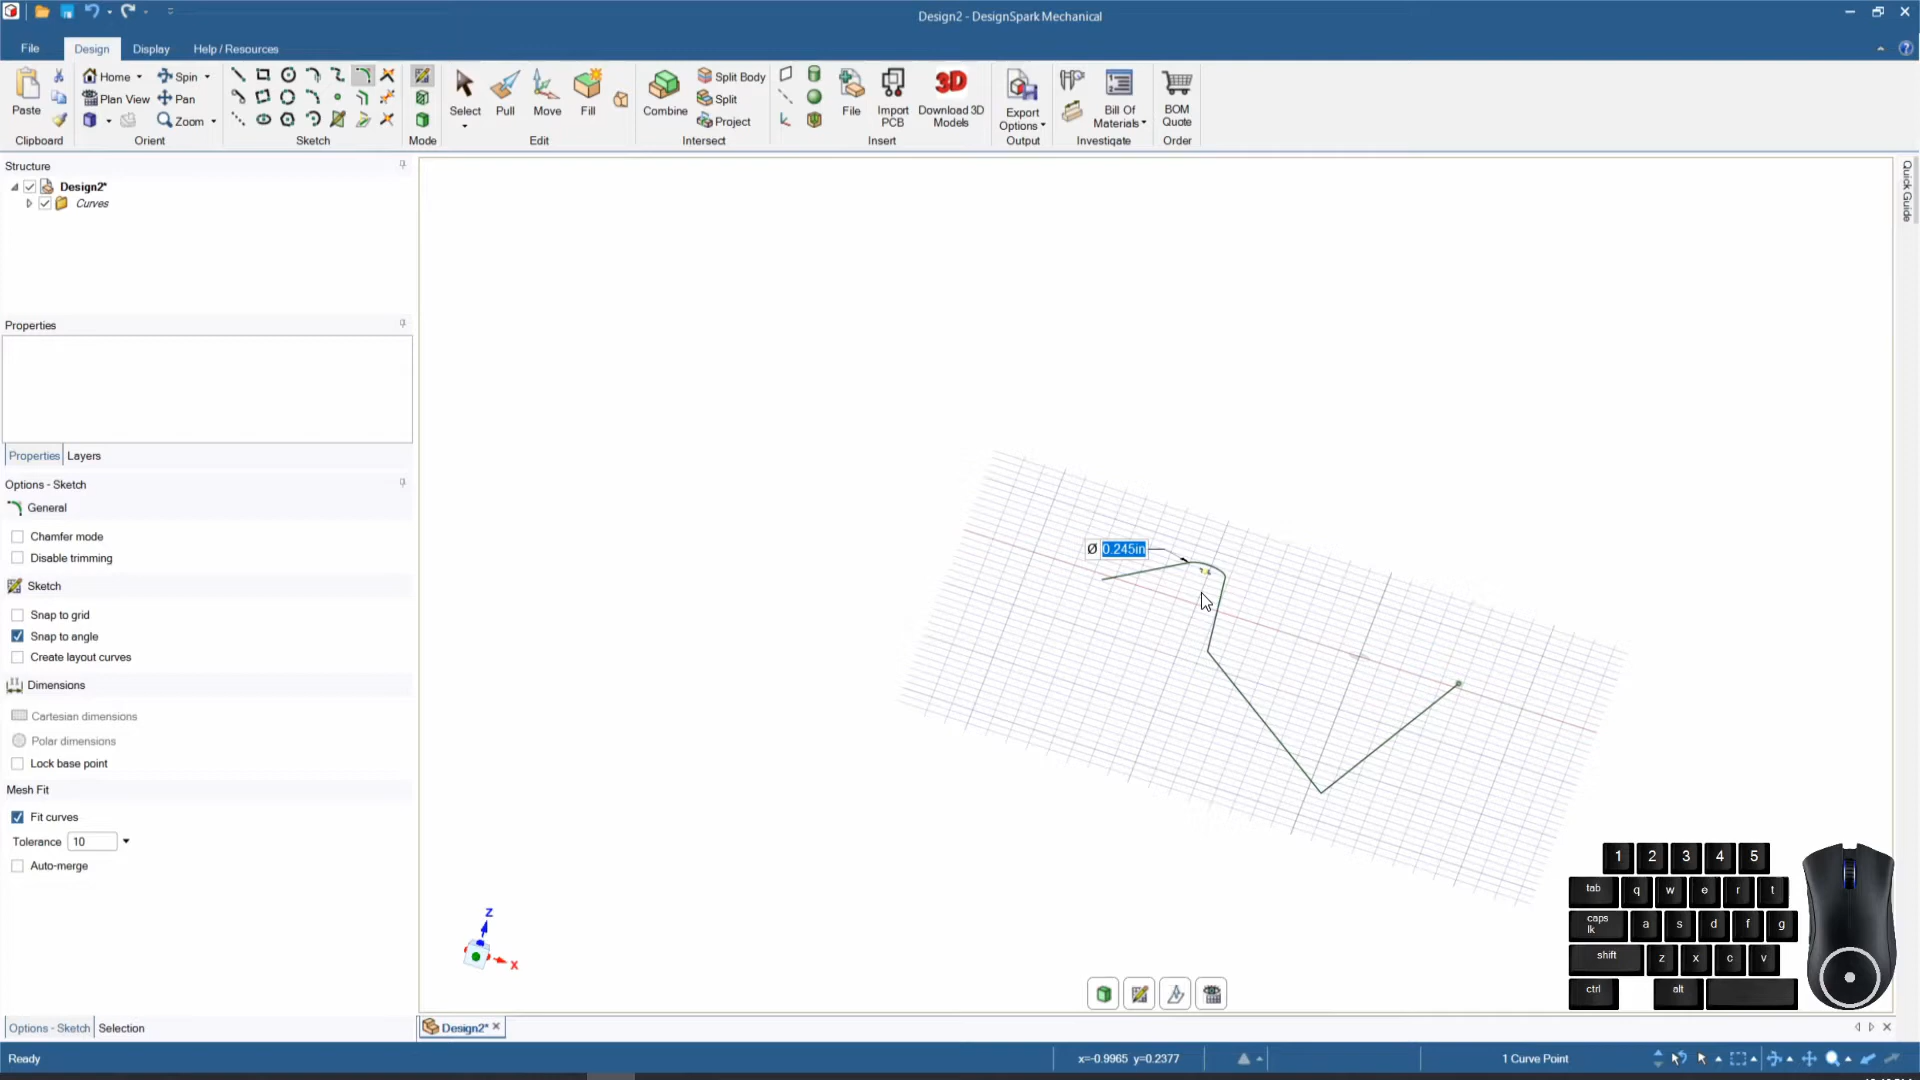 Design2 - DesignSpark Mechanical
File
Design
Display
Help / Resources
Paste
Clipboard
Home
Spin
Plan View
Pan
Zoom
Orient
Sketch
Mode
Select
Pull
Move
Fill
Edit
Combine
Split Body
Split
Project
Intersect
File
Import PCB
3D
Download 3D Models
Insert
Export Options
Output
Bill Of Materials
Investigate
BOM Quote
Order
Structure
Design2*
Curves
Properties
Properties
Layers
Options - Sketch
General
Chamfer mode
Disable trimming
Sketch
Snap to grid
Snap to angle
Create layout curves
Dimensions
Cartesian dimensions
Polar dimensions
Lock base point
Mesh Fit
Fit curves
Tolerance 10
Auto-merge
Options - Sketch
Selection
Quick Guide
Ø 0.245in
Z
X
Design2*
Ready
x=-0.9965 y=0.2377
1 Curve Point
1 2 3 4 5
tab q w e r t
caps lk a s d f g
shift z x c v
ctrl alt